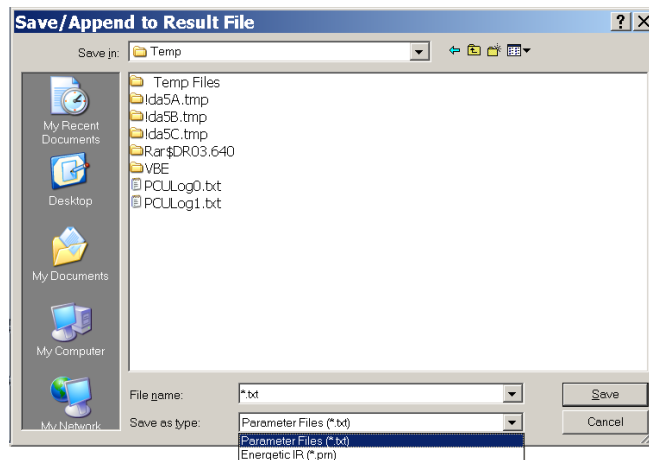 Save/Append to Result File
Save in: Temp
Temp Files
!da5A.tmp
!da5B.tmp
!da5C.tmp
Rar$DR03.640
VBE
PCULog0.txt
PCULog1.txt
My Recent
Documents
Desktop
My Documents
My Computer
My Network
File name: *.txt
Save
Save as type: Parameter Files (*.txt)
Cancel
Parameter Files (*.txt)
Energetic IR (*.prn)